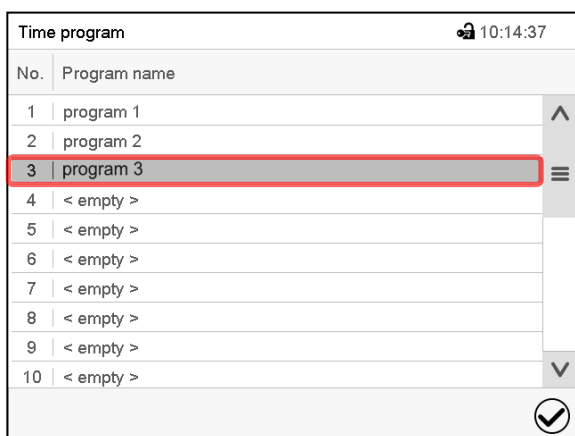 Time program 10:14:37
No. Program name
1 program 1
2 program 2
3 program 3
4 < empty >
5 < empty >
6 < empty >
7 < empty >
8 < empty >
9 < empty >
10 < empty >